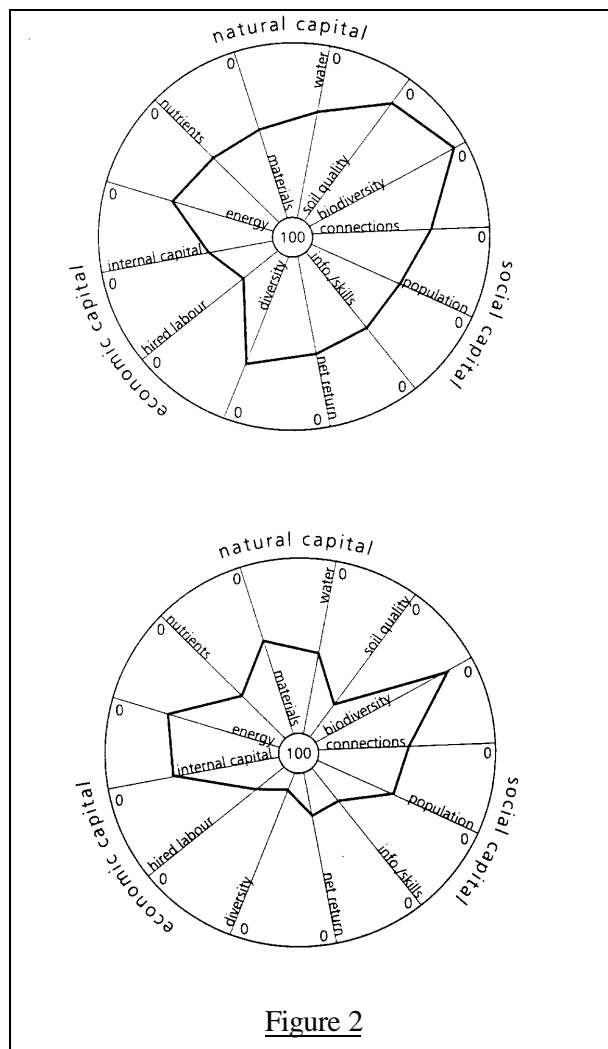 natural capital
0
0
0
0
0
0
0
0
0
0
0
0
water
soil quality
biodiversity
connections
population
info/skills
net return
diversity
hired labour
internal capital
energy
nutrients
materials
100
social capital
economic capital
natural capital
0
0
0
0
0
0
0
0
0
0
0
0
water
soil quality
biodiversity
connections
population
info/skills
net return
diversity
hired labour
internal capital
energy
nutrients
materials
100
social capital
economic capital
Figure 2